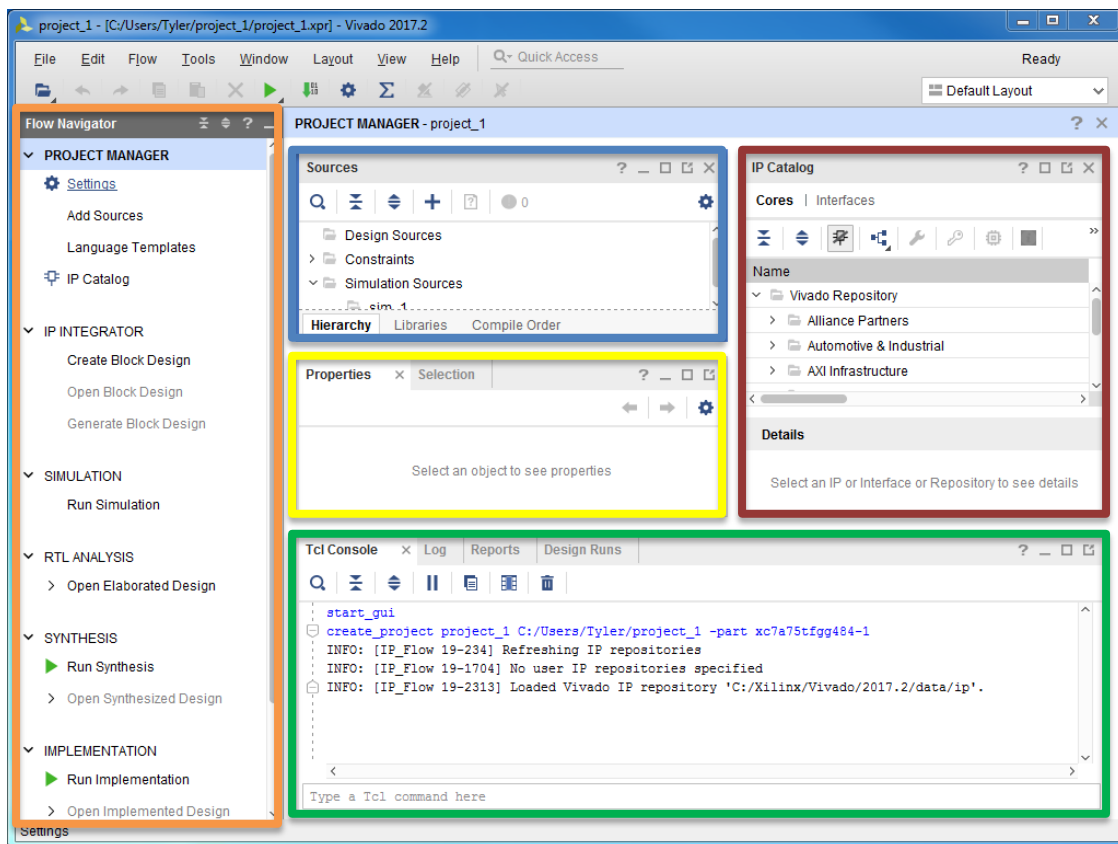 project_1 - [C:/Users/Tyler/project_1/project_1.xpr] - Vivado 2017.2
File Edit Flow Tools Window Layout View Help Quick Access Ready
Default Layout
Flow Navigator
PROJECT MANAGER
Settings
Add Sources
Language Templates
IP Catalog
IP INTEGRATOR
Create Block Design
Open Block Design
Generate Block Design
SIMULATION
Run Simulation
RTL ANALYSIS
Open Elaborated Design
SYNTHESIS
Run Synthesis
Open Synthesized Design
IMPLEMENTATION
Run Implementation
Open Implemented Design
PROJECT MANAGER - project_1
Sources
0
Design Sources
Constraints
Simulation Sources
sim_1
Hierarchy Libraries Compile Order
Properties Selection
Select an object to see properties
IP Catalog
Cores | Interfaces
Name
Vivado Repository
Alliance Partners
Automotive & Industrial
AXI Infrastructure
Details
Select an IP or Interface or Repository to see details
Tcl Console Log Reports Design Runs
start_gui
create_project project_1 C:/Users/Tyler/project_1 -part xc7a75tfgg484-1
INFO: [IP_Flow 19-234] Refreshing IP repositories
INFO: [IP_Flow 19-1704] No user IP repositories specified
INFO: [IP_Flow 19-2313] Loaded Vivado IP repository 'C:/Xilinx/Vivado/2017.2/data/ip'.
Type a Tcl command here
Settings